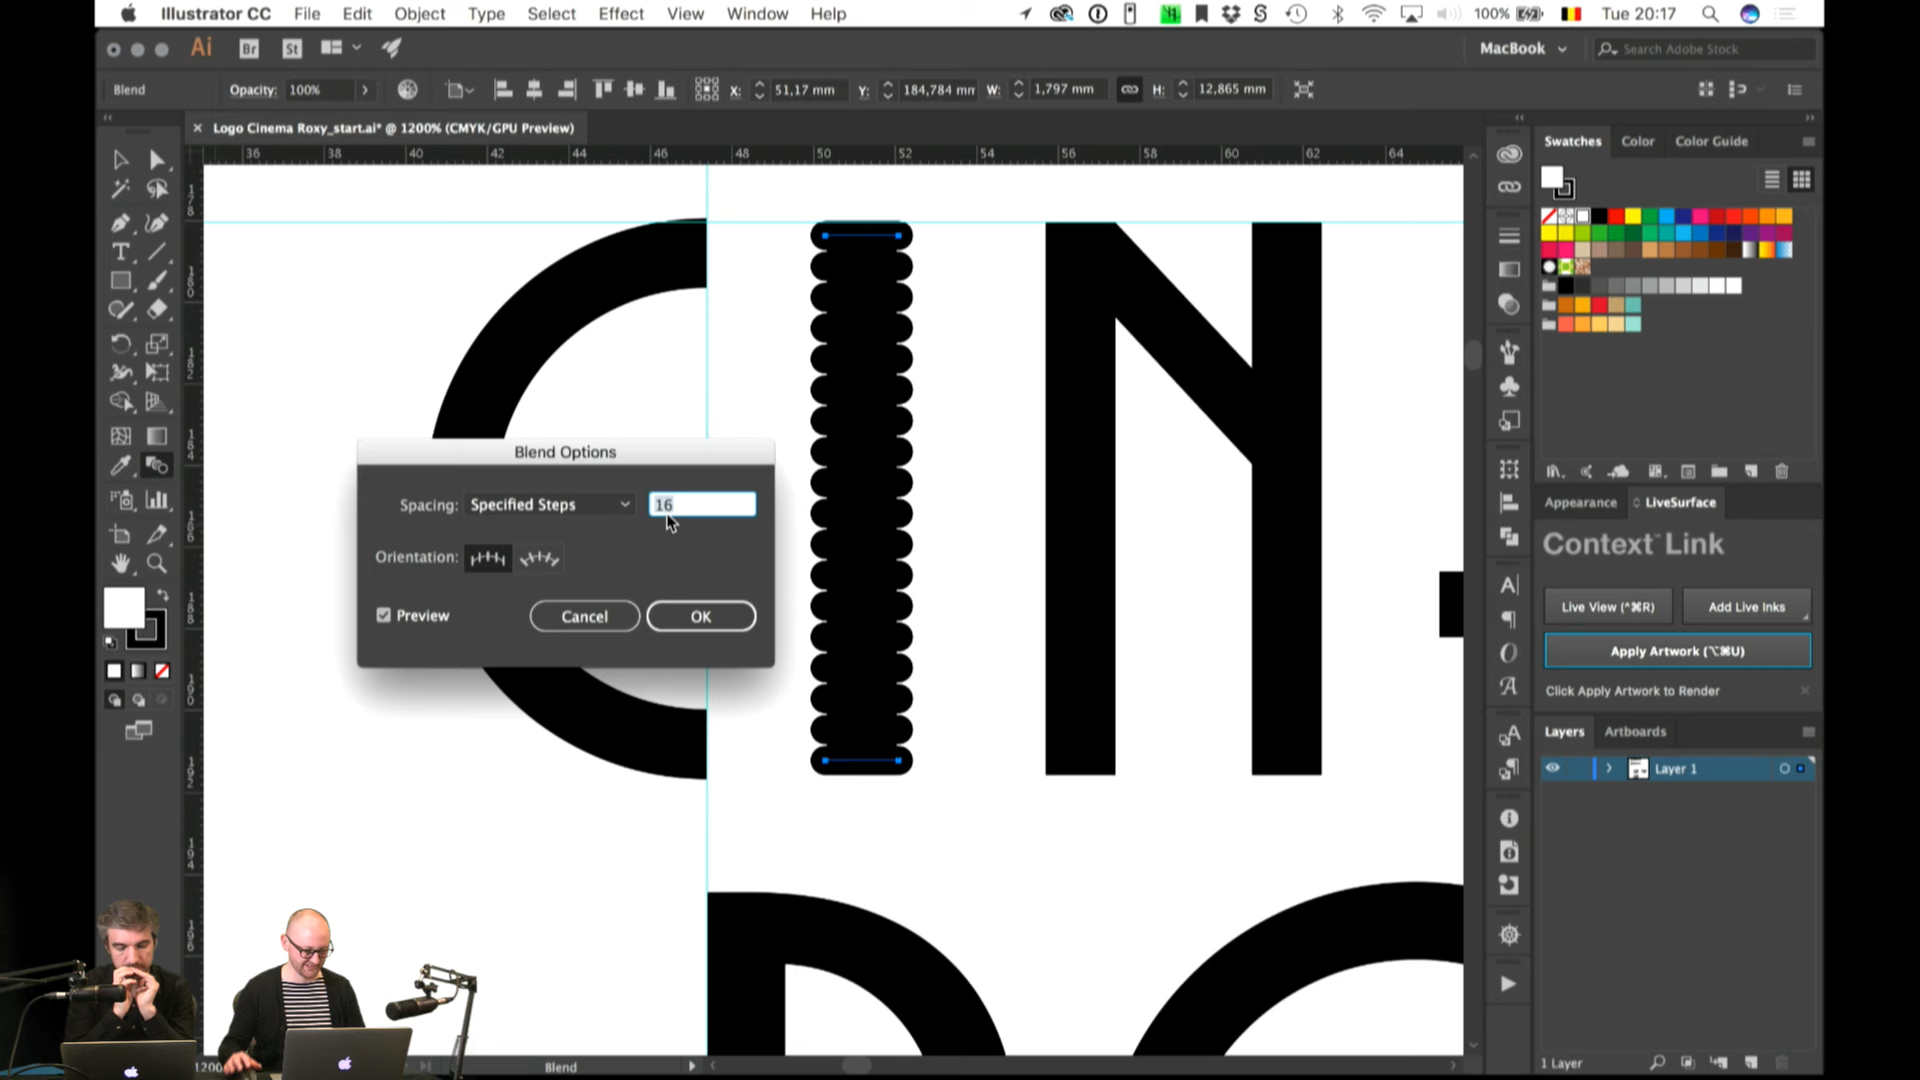 Illustrator CC File Edit Object Type Select Effect View Window Help 100% Tue 20:17
Ai Br St MacBook Search Adobe Stock
Blend Opacity: 100% X: 51,17 mm Y: 184,784 mm W: 1,797 mm H: 12,865 mm
× Logo Cinema Roxy_start.ai* @ 1200% (CMYK/GPU Preview)
36 38 40 42 44 46 48 50 52 54 56 58 60 62 64
Swatches Color Color Guide
CIN
Blend Options
Spacing: Specified Steps 16
Orientation:
Preview Cancel OK
Appearance LiveSurface
Context Link
Live View (^⌘R) Add Live Inks
Apply Artwork (⌥⌘U)
Click Apply Artwork to Render
Layers Artboards
Layer 1
1200 Blend 1 Layer